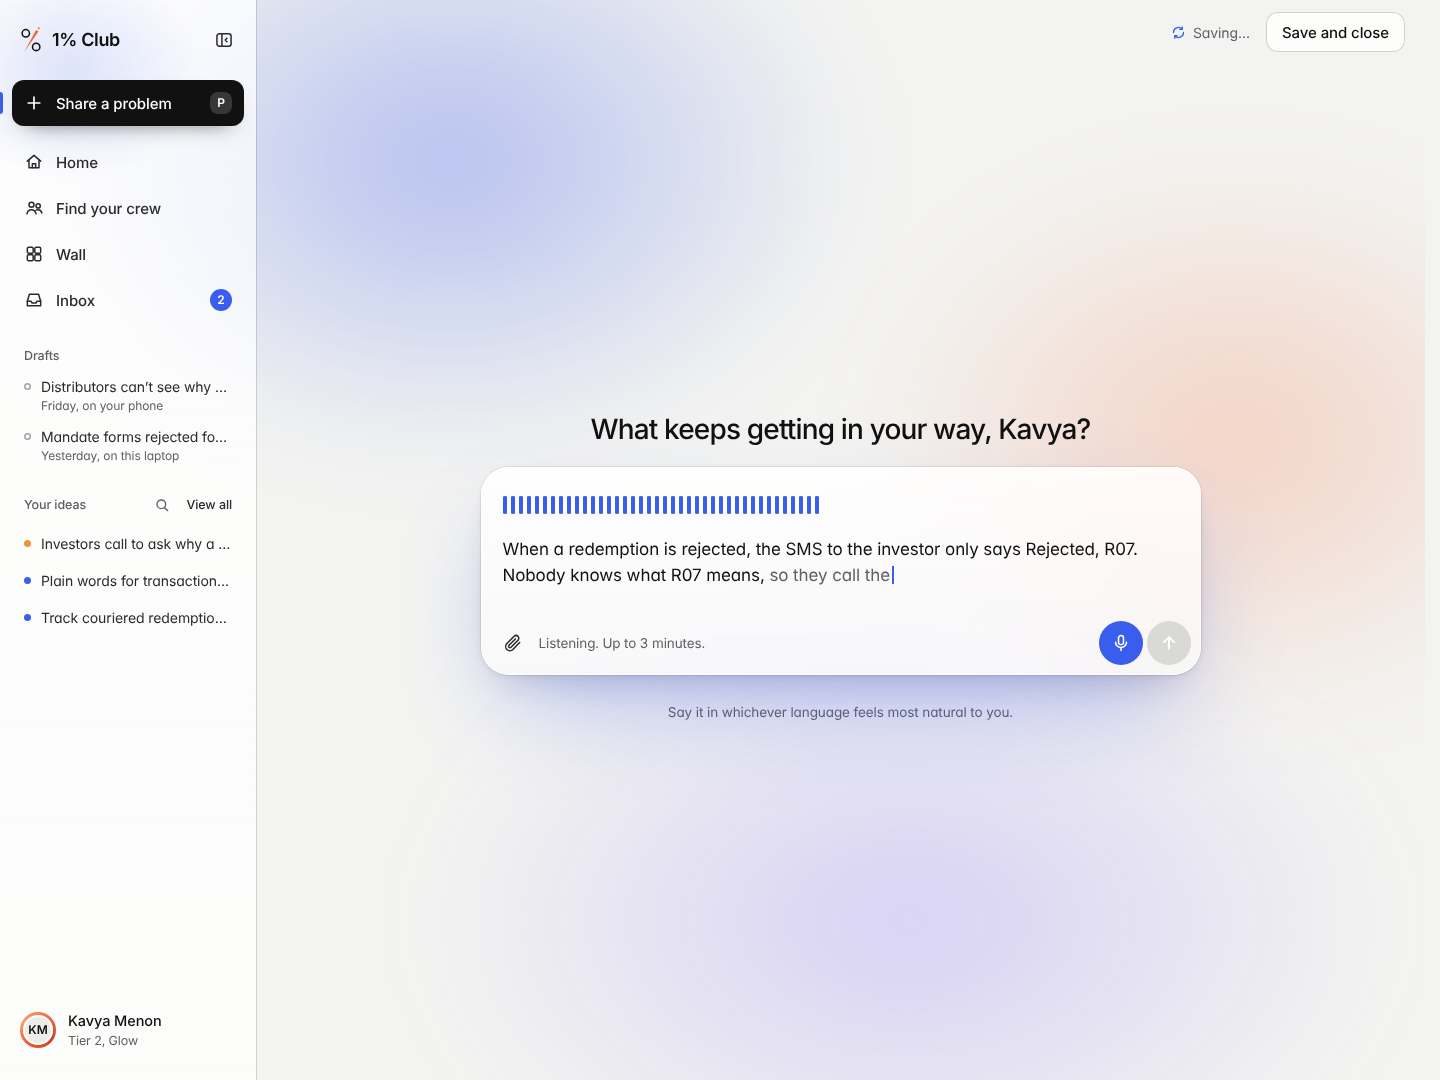 1% Club
Share a problem
P
Home
Find your crew
Wall
Inbox
2
Drafts
Distributors can't see why ...
Friday, on your phone
Mandate forms rejected fo...
Yesterday, on this laptop
Your ideas
View all
Investors call to ask why a ...
Plain words for transaction...
Track couriered redemptio...
KM
Kavya Menon
Tier 2, Glow
Saving...
Save and close
What keeps getting in your way, Kavya?
When a redemption is rejected, the SMS to the investor only says Rejected, R07.
Nobody knows what R07 means, so they call the
Listening. Up to 3 minutes.
Say it in whichever language feels most natural to you.